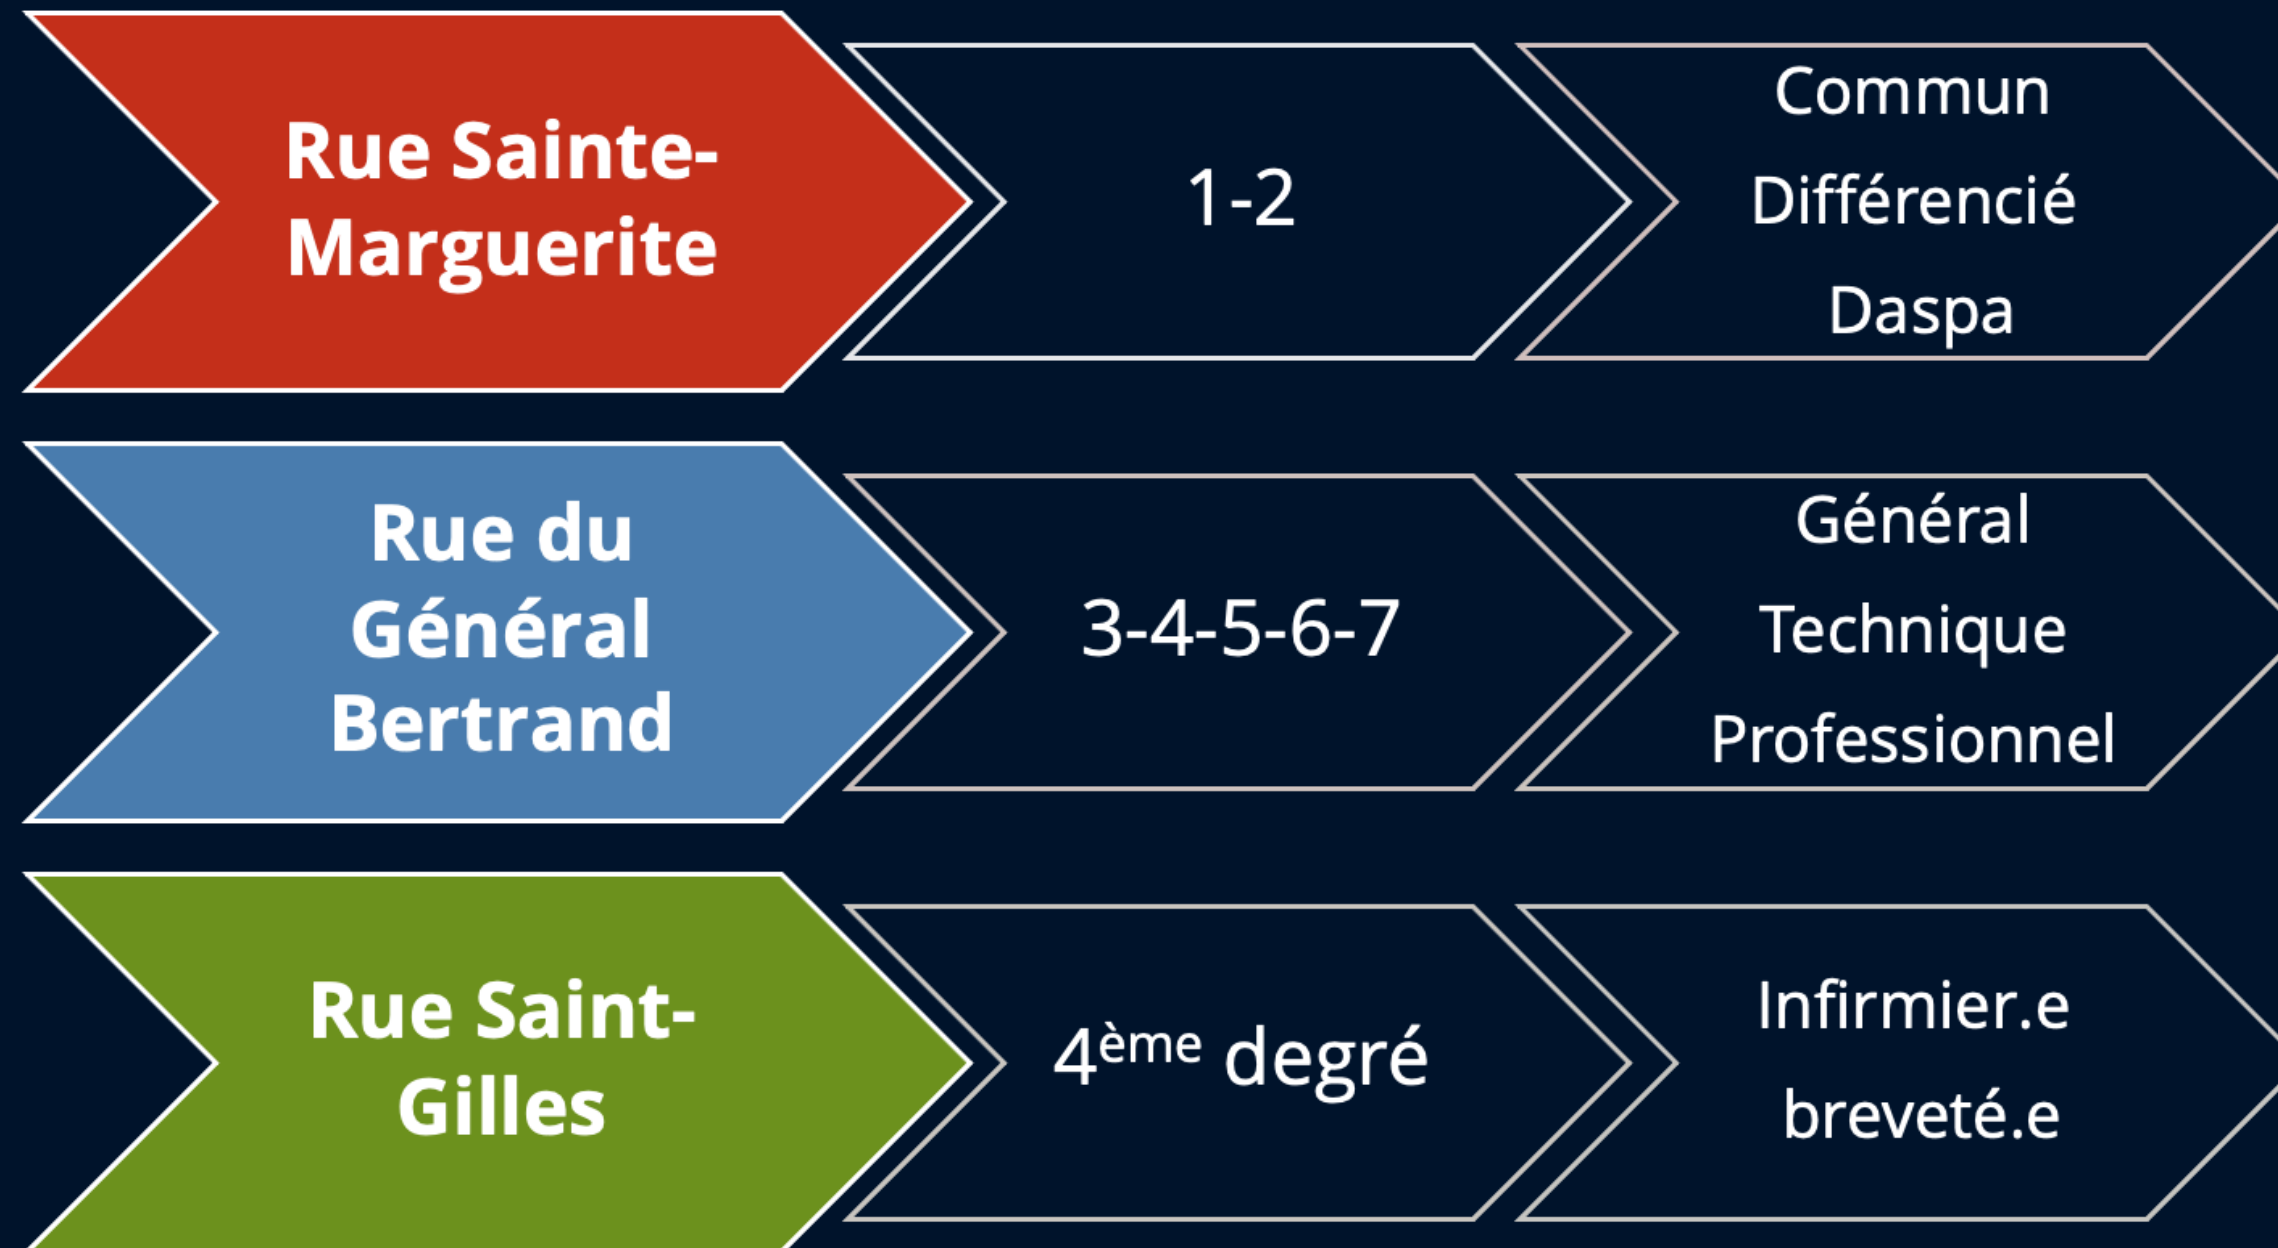 Rue Sainte-
Marguerite
1-2
Commun
Différencié
Daspa
Rue du
Général
Bertrand
3-4-5-6-7
Général
Technique
Professionnel
Rue Saint-
Gilles
4ème degré
Infirmier.e
breveté.e